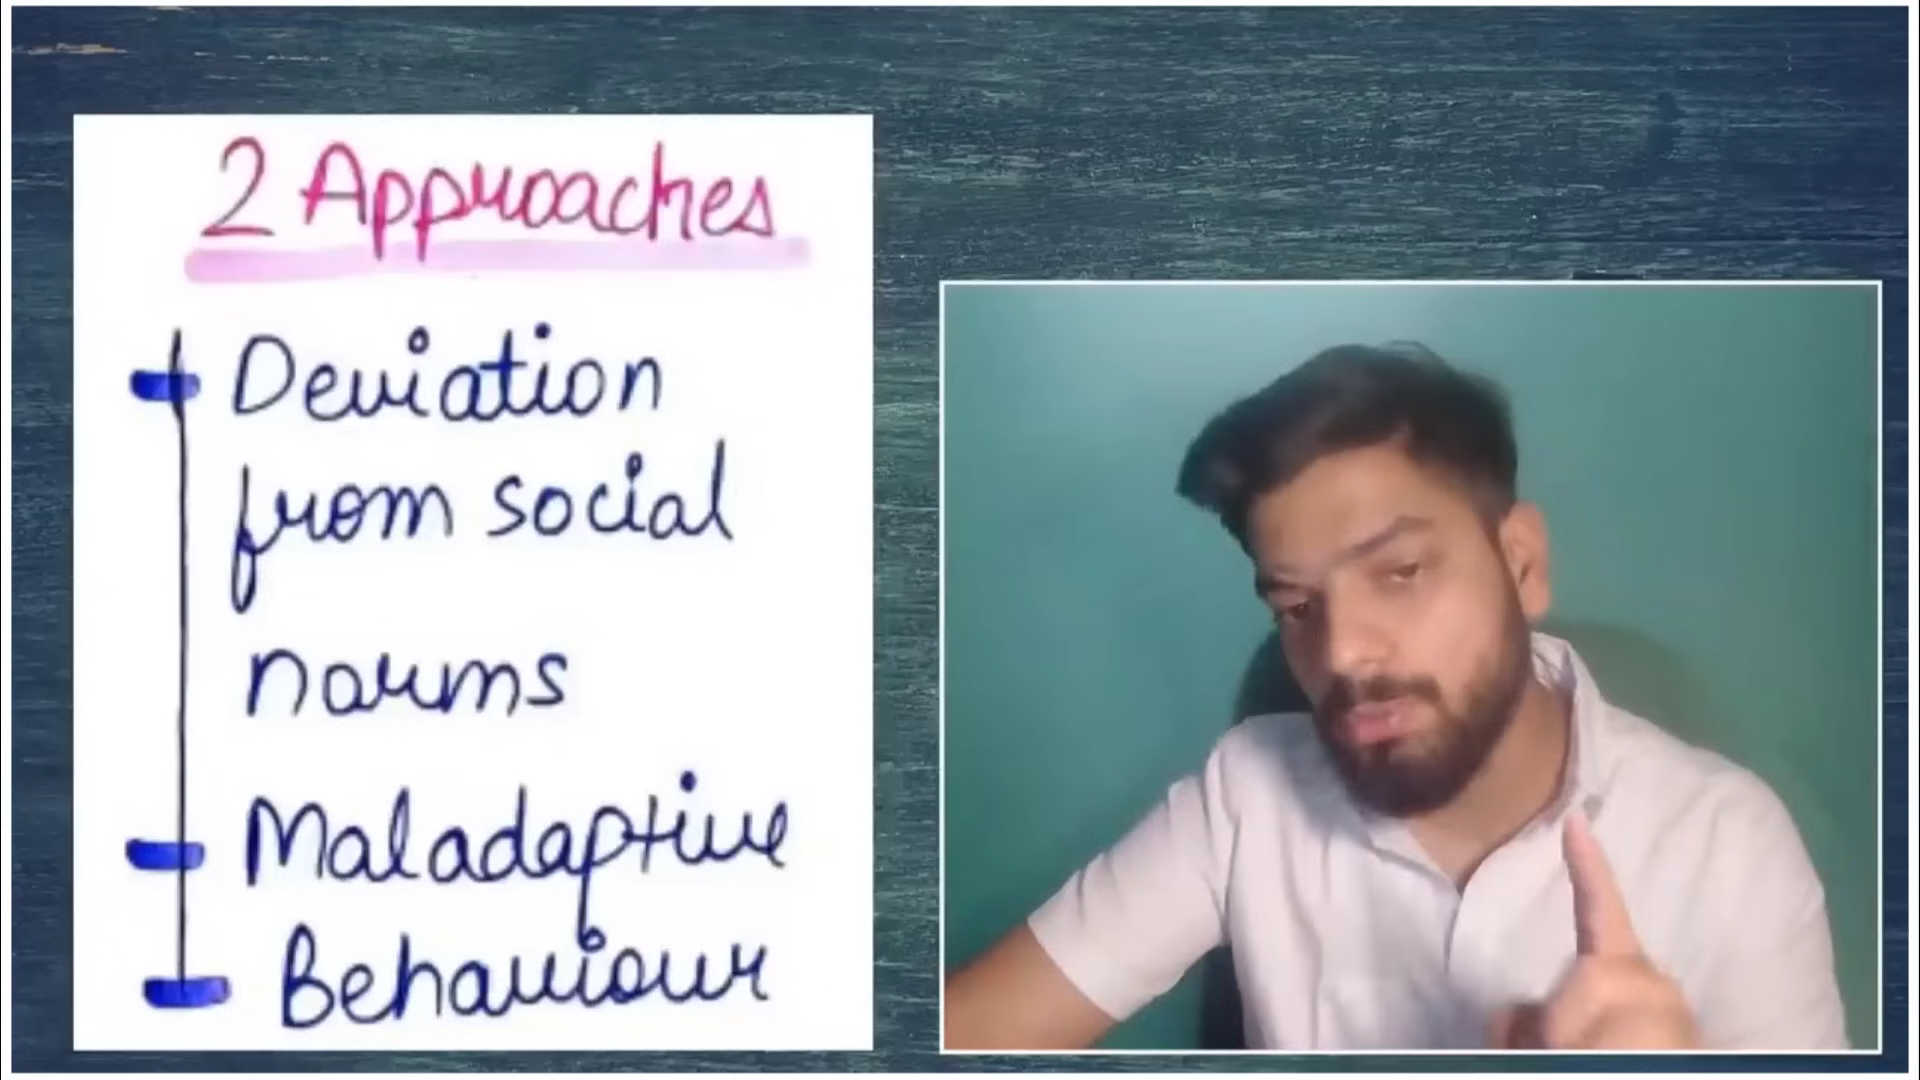 2 Approaches
Deviation
from social
norms
Maladaptive
Behaviour